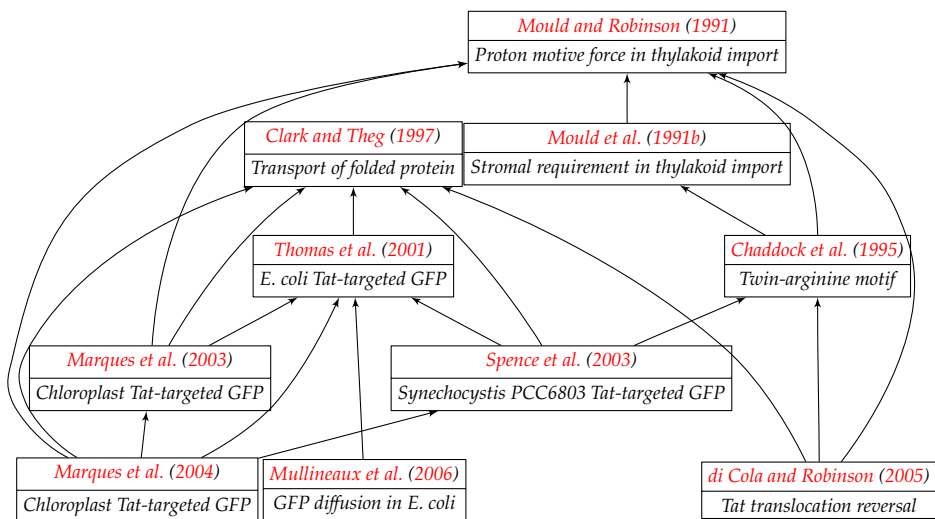 Mould and Robinson (1991)
Proton motive force in thylakoid import
Clark and Theg (1997)
Transport of folded protein
Mould et al. (1991b)
Stromal requirement in thylakoid import
Thomas et al. (2001)
E. coli Tat-targeted GFP
Chaddock et al. (1995)
Twin-arginine motif
Marques et al. (2003)
Chloroplast Tat-targeted GFP
Spence et al. (2003)
Synechocystis PCC6803 Tat-targeted GFP
Marques et al. (2004)
Chloroplast Tat-targeted GFP
Mullineaux et al. (2006)
GFP diffusion in E. coli
di Cola and Robinson (2005)
Tat translocation reversal